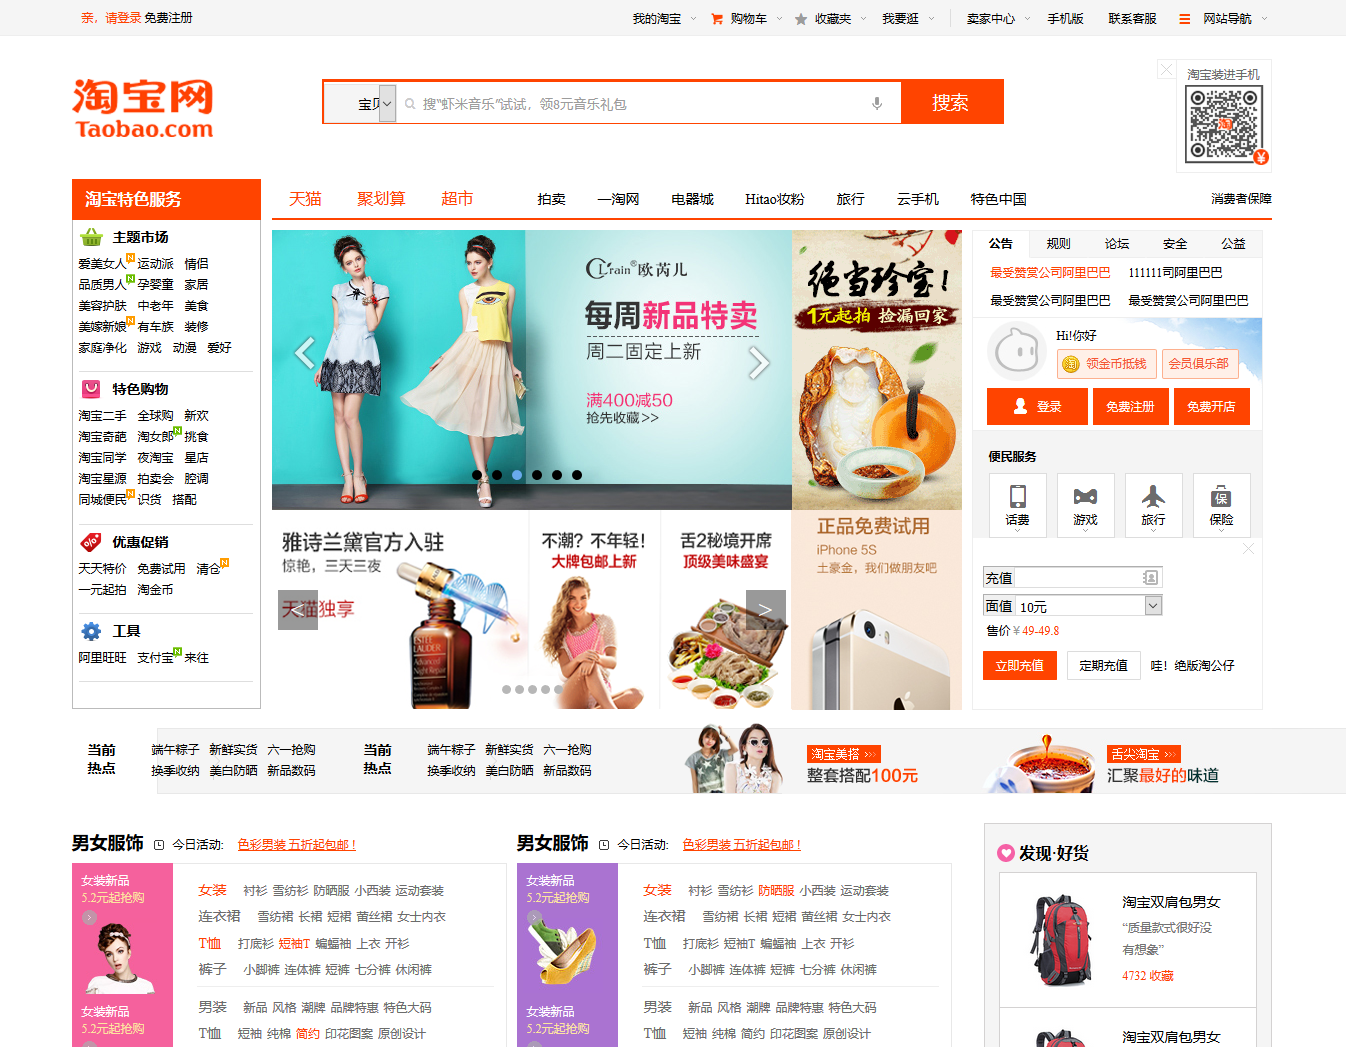 亲，请登录 免费注册
我的淘宝 购物车 收藏夹 我要逛 卖家中心 手机版 联系客服 网站导航
淘宝网
Taobao.com
搜“虾米音乐”试试，领8元音乐礼包
搜索
淘宝装进手机
淘宝特色服务
天猫 聚划算 超市 拍卖 一淘网 电器城 Hitao妆粉 旅行 云手机 特色中国 消费者保障
主题市场
爱美女人 运动派 情侣
品质男人 孕婴童 家居
美容护肤 中老年 美食
美嫁新娘 有车族 装修
家庭净化 游戏 动漫 爱好
特色购物
淘宝二手 全球购 新欢
淘宝奇葩 淘女郎 挑食
淘宝同学 夜淘宝 星店
淘宝星源 拍卖会 腔调
同城便民 识货 搭配
优惠促销
天天特价 免费试用 清仓
一元起拍 淘金币
工具
阿里旺旺 支付宝 来往
Clrain®欧芮儿
每周新品特卖
周二固定上新
满400减50
抢先收藏>>
绝当珍宝！
1元起拍 捡漏回家
雅诗兰黛官方入驻
惊艳，三天三夜
天猫独享
<
>
ESTEE LAUDER
Advanced
Night Repair
不潮？不年轻！
大牌包邮上新
舌2秘境开席
顶级美味盛宴
正品免费试用
iPhone 5S
土豪金，我们做朋友吧
公告 规则 论坛 安全 公益
最受赞赏公司阿里巴巴 111111司阿里巴巴
最受赞赏公司阿里巴巴 最受赞赏公司阿里巴巴
Hi!你好
淘 领金币抵钱 会员俱乐部
登录 免费注册 免费开店
便民服务
话费 游戏 旅行 保险
充值
面值 10元
售价￥49-49.8
立即充值 定期充值 哇！绝版淘公仔
当前
热点
端午粽子 新鲜实货 六一抢购
换季收纳 美白防晒 新品数码
当前
热点
端午粽子 新鲜实货 六一抢购
换季收纳 美白防晒 新品数码
淘宝美搭 >>>
整套搭配100元
舌尖淘宝 >>>
汇聚最好的味道
男女服饰 今日活动: 色彩男装 五折起包邮 !
女装新品
5.2元起抢购
女装新品
5.2元起抢购
女装 衬衫 雪纺衫 防晒服 小西装 运动套装
连衣裙 雪纺裙 长裙 短裙 蕾丝裙 女士内衣
T恤 打底衫 短袖T 蝙蝠袖 上衣 开衫
裤子 小脚裤 连体裤 短裤 七分裤 休闲裤
男装 新品 风格 潮牌 品牌特惠 特色大码
T恤 短袖 纯棉 简约 印花图案 原创设计
男女服饰 今日活动: 色彩男装 五折起包邮 !
女装新品
5.2元起抢购
女装新品
5.2元起抢购
女装 衬衫 雪纺衫 防晒服 小西装 运动套装
连衣裙 雪纺裙 长裙 短裙 蕾丝裙 女士内衣
T恤 打底衫 短袖T 蝙蝠袖 上衣 开衫
裤子 小脚裤 连体裤 短裤 七分裤 休闲裤
男装 新品 风格 潮牌 品牌特惠 特色大码
T恤 短袖 纯棉 简约 印花图案 原创设计
发现·好货
淘宝双肩包男女
“质量款式很好没
有想象”
4732 收藏
淘宝双肩包男女